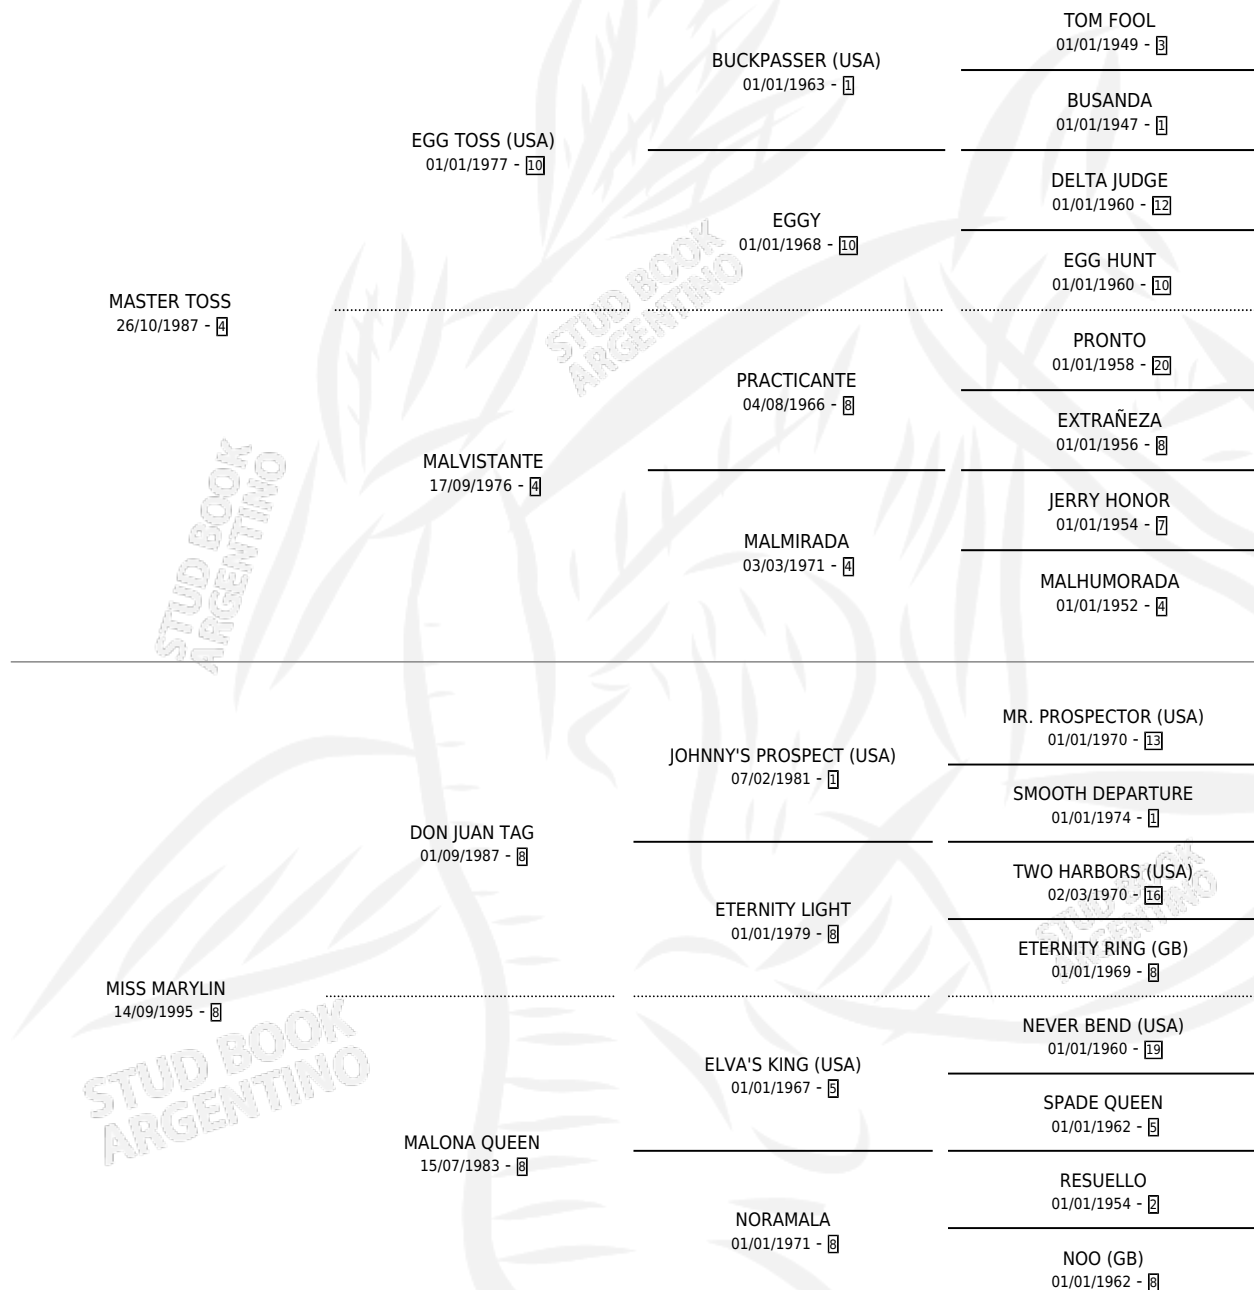 TOM FOOL
01/01/1949 - 3
BUCKPASSER (USA)
01/01/1963 - 1
BUSANDA
01/01/1947 - 1
EGG TOSS (USA)
01/01/1977 - 10
DELTA JUDGE
01/01/1960 - 12
EGGY
01/01/1968 - 10
EGG HUNT
01/01/1960 - 10
MASTER TOSS
26/10/1987 - 4
PRONTO
01/01/1958 - 20
PRACTICANTE
04/08/1966 - 8
EXTRAÑEZA
01/01/1956 - 8
MALVISTANTE
17/09/1976 - 4
JERRY HONOR
01/01/1954 - 7
MALMIRADA
03/03/1971 - 4
MALHUMORADA
01/01/1952 - 4
MR. PROSPECTOR (USA)
01/01/1970 - 13
JOHNNY'S PROSPECT (USA)
07/02/1981 - 1
SMOOTH DEPARTURE
01/01/1974 - 1
DON JUAN TAG
01/09/1987 - 8
TWO HARBORS (USA)
02/03/1970 - 16
ETERNITY LIGHT
01/01/1979 - 8
ETERNITY RING (GB)
01/01/1969 - 8
MISS MARYLIN
14/09/1995 - 8
NEVER BEND (USA)
01/01/1960 - 19
ELVA'S KING (USA)
01/01/1967 - 5
SPADE QUEEN
01/01/1962 - 5
MALONA QUEEN
15/07/1983 - 8
RESUELLO
01/01/1954 - 2
NORAMALA
01/01/1971 - 8
NOO (GB)
01/01/1962 - 8
STUD BOOK
ARGENTINO
STUD BOOK
ARGENTINO
STUD BOOK
ARGENTINO
STUD BOOK
ARGENTINO